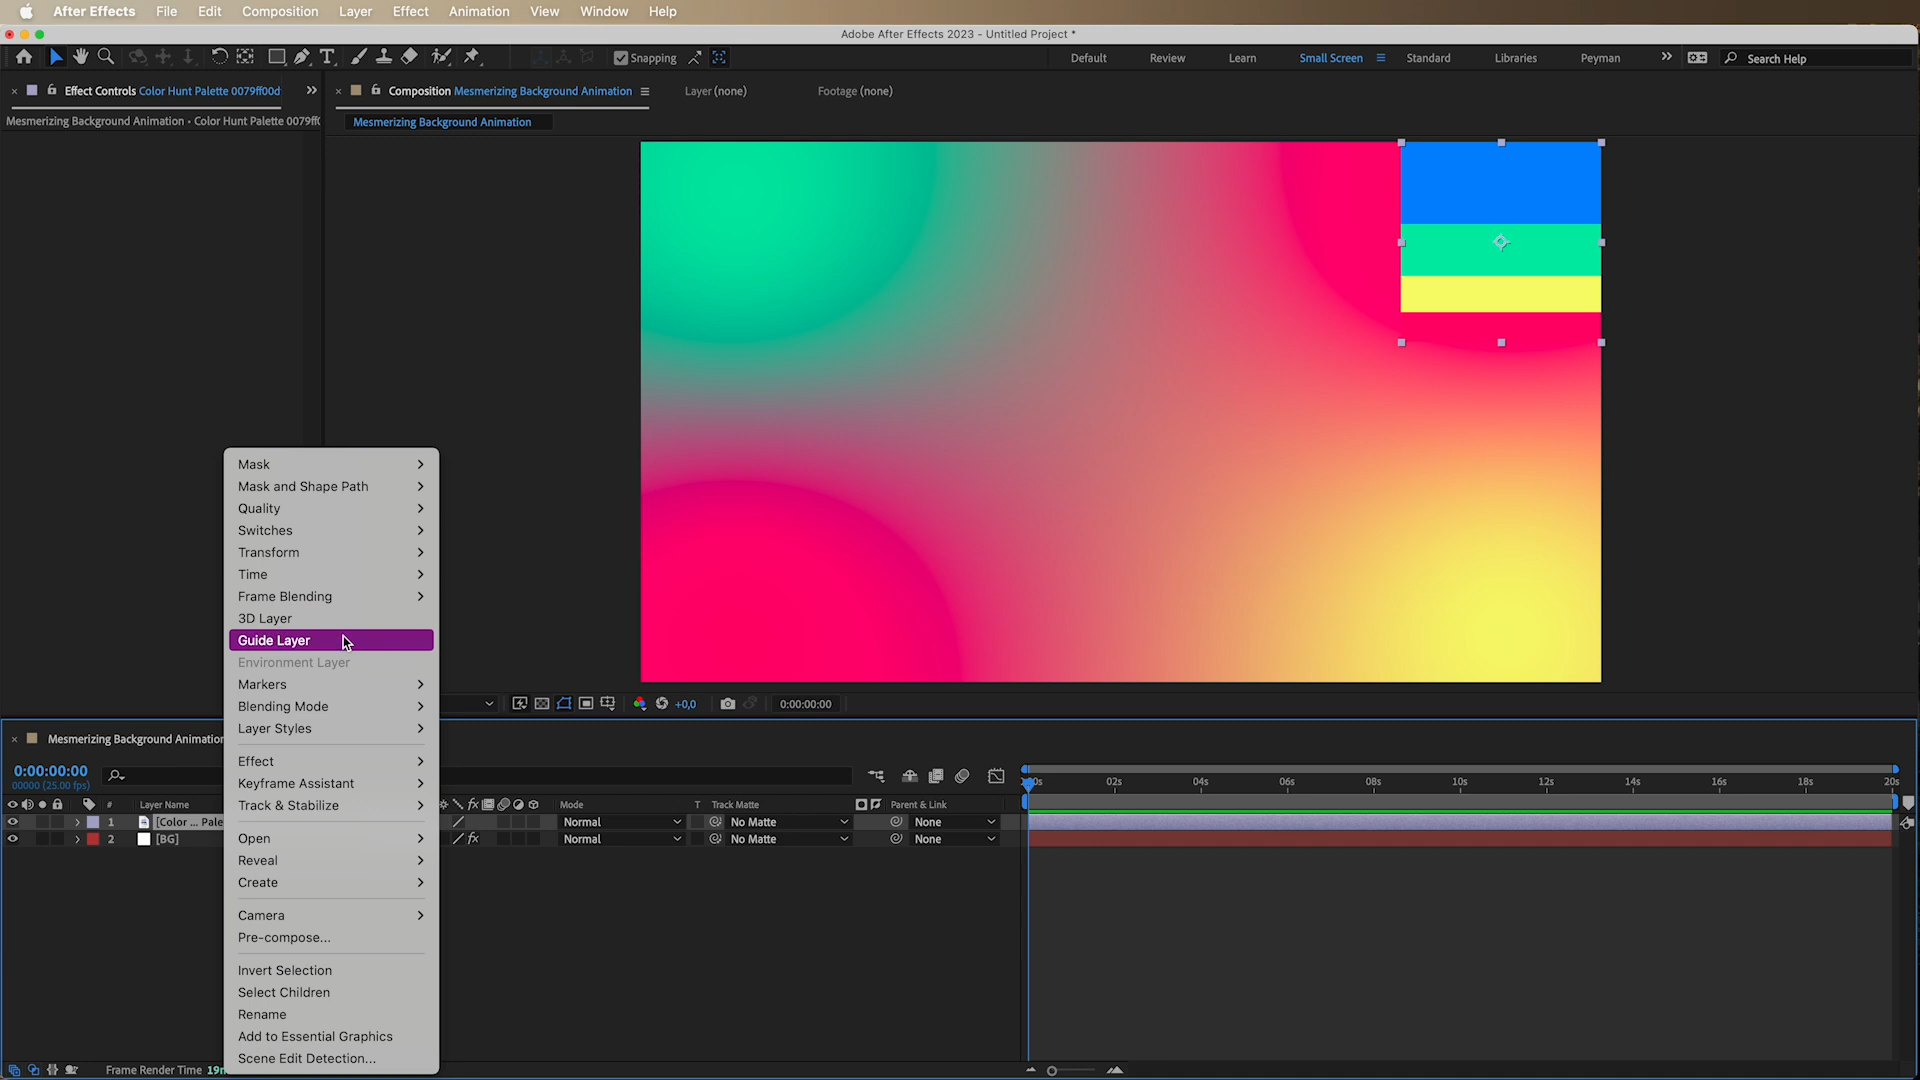 After Effects File Edit Composition Layer Effect Animation View Window Help
Adobe After Effects 2023 - Untitled Project *
Snapping Default Review Learn Small Screen Standard Libraries Peyman Search Help
Effect Controls Color Hunt Palette 0079ff00d
Composition Mesmerizing Background Animation Layer (none) Footage (none)
Mesmerizing Background Animation • Color Hunt Palette 0079ff0
Mesmerizing Background Animation
Mask
Mask and Shape Path
Quality
Switches
Transform
Time
Frame Blending
3D Layer
Guide Layer
Environment Layer
Markers
Blending Mode
Layer Styles
Effect
Keyframe Assistant
Track & Stabilize
Open
Reveal
Create
Camera
Pre-compose...
Invert Selection
Select Children
Rename
Add to Essential Graphics
Scene Edit Detection...
+0,0 0:00:00:00
Mesmerizing Background Animation
0:00:00:00
00000 (25.00 fps)
0s 02s 04s 06s 08s 10s 12s 14s 16s 18s 20s
# Layer Name fx Mode T Track Matte Parent & Link
1 [Color ... Pale Normal No Matte None
2 [BG] fx Normal No Matte None
Frame Render Time 19m